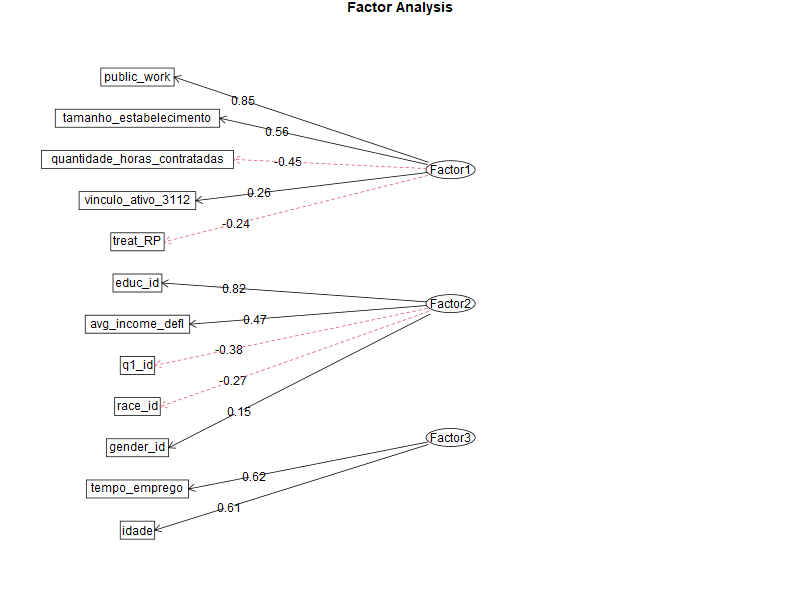 Factor Analysis
public_work
0.85
tamanho_estabelecimento
0.56
quantidade_horas_contratadas
-0.45
Factor1
vinculo_ativo_3112
0.26
-0.24
treat_RP
educ_id
0.82
Factor2
avg_income_defl
0.47
-0.38
q1_id
-0.27
race_id
0.15
gender_id
Factor3
0.62
tempo_emprego
0.61
idade